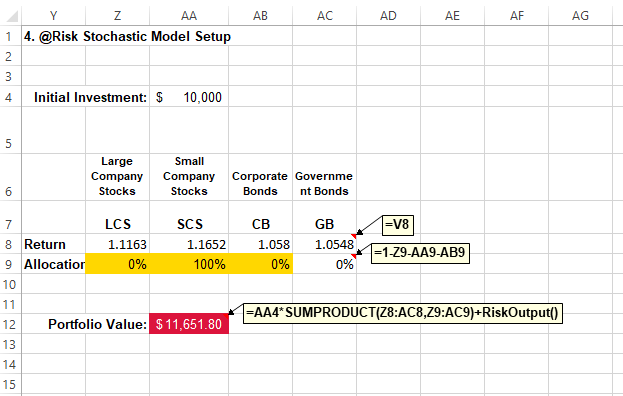 Y Z AA AB AC AD AE AF AG
1 4. @Risk Stochastic Model Setup
2
3
4 Initial Investment: $ 10,000
5
6 Large Company Stocks Small Company Stocks Corporate Bonds Governme nt Bonds
7 LCS SCS CB GB =V8
8 Return 1.1163 1.1652 1.058 1.0548
9 Allocation 0% 100% 0% 0% =1-Z9-AA9-AB9
10
11
12 Portfolio Value: $ 11,651.80 =AA4*SUMPRODUCT(Z8:AC8,Z9:AC9)+RiskOutput()
13
14
15